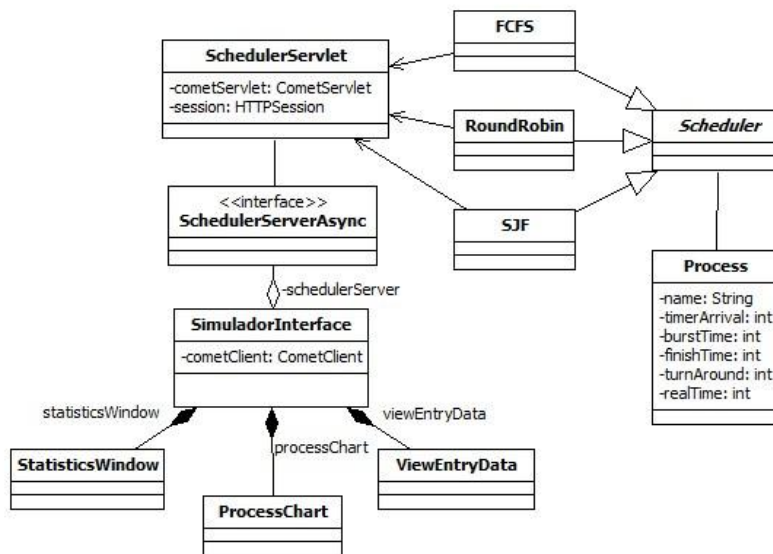 FCFS
SchedulerServlet
-cometServlet: CometServlet
-session: HTTPSession
RoundRobin
Scheduler
<<interface>>
SchedulerServerAsync
SJF
Process
-name: String
-timerArrival: int
-burstTime: int
-finishTime: int
-turnAround: int
-realTime: int
-schedulerServer
SimuladorInterface
-cometClient: CometClient
statisticsWindow
viewEntryData
processChart
StatisticsWindow
ViewEntryData
ProcessChart